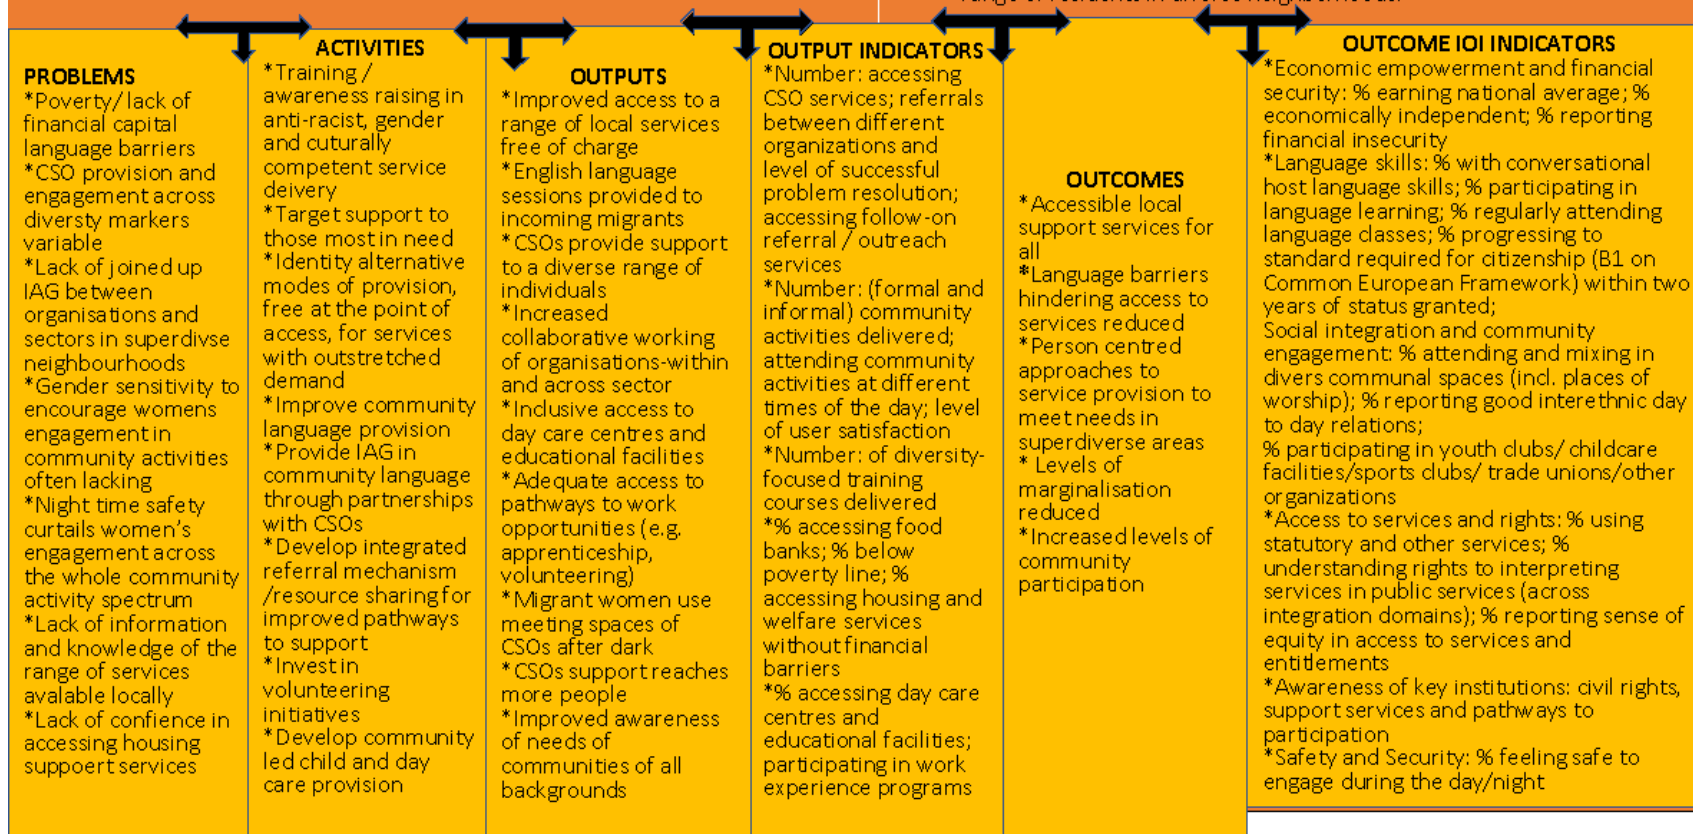 range of residents in diverse neighborhoods.
PROBLEMS
*Poverty/ lack of
financial capital
language barriers
*CSO provision and
engagement across
diversty markers
variable
*Lack of joined up
IAG between
organisations and
sectors in superdivse
neighbourhoods
*Gender sensitivity to
encourage womens
engagement in
community activities
often lacking
*Night time safety
curtails women's
engagement across
the whole community
activity spectrum
*Lack of information
and knowledge of the
range of services
avalable locally
*Lack of confience in
accessing housing
suppoert services
ACTIVITIES
*Training /
awareness raising in
anti-racist, gender
and cuturally
competent service
deivery
*Target support to
those most in need
*Identity alternative
modes of provision,
free at the point of
access, for services
with outstretched
demand
*Improve community
language provision
*Provide IAG in
community language
through partnerships
with CSOs
*Develop integrated
referral mechanism
/resource sharing for
improved pathways
to support
*Invest in
volunteering
initiatives
*Develop community
led child and day
care provision
OUTPUTS
*Improved access to a
range of local services
free of charge
*English language
sessions provided to
incoming migrants
*CSOs provide support
to a diverse range of
individuals
*Increased
collaborative working
of organisations-within
and across sector
*Inclusive access to
day care centres and
educational facilities
*Adequate access to
pathways to work
opportunities (e.g.
apprenticeship,
volunteering)
*Migrant women use
meeting spaces of
CSOs after dark
*CSOs support reaches
more people
*Improved awareness
of needs of
communities of all
backgrounds
OUTPUT INDICATORS
*Number: accessing
CSO services; referrals
between different
organizations and
level of successful
problem resolution;
accessing follow-on
referral / outreach
services
*Number: (formal and
informal) community
activities delivered;
attending community
activities at different
times of the day; level
of user satisfaction
*Number: of diversity-
focused training
courses delivered
*% accessing food
banks; % below
poverty line; %
accessing housing and
welfare services
without financial
barriers
*% accessing day care
centres and
educational facilities;
participating in work
experience programs
OUTCOMES
*Accessible local
support services for
all
*Language barriers
hindering access to
services reduced
*Person centred
approaches to
service provision to
meet needs in
superdiverse areas
* Levels of
marginalisation
reduced
*Increased levels of
community
participation
OUTCOME IOI INDICATORS
*Economic empowerment and financial
security: % earning national average; %
economically independent; % reporting
financial insecurity
*Language skills: % with conversational
host language skills; % participating in
language learning; % regularly attending
language classes; % progressing to
standard required for citizenship (B1 on
Common European Framework) within two
years of status granted;
Social integration and community
engagement: % attending and mixing in
divers communal spaces (incl. places of
worship); % reporting good interethnic day
to day relations;
% participating in youth clubs/ childcare
facilities/sports clubs/ trade unions/other
organizations
*Access to services and rights: % using
statutory and other services; %
understanding rights to interpreting
services in public services (across
integration domains); % reporting sense of
equity in access to services and
entitlements
*Awareness of key institutions: civil rights,
support services and pathways to
participation
*Safety and Security: % feeling safe to
engage during the day/night